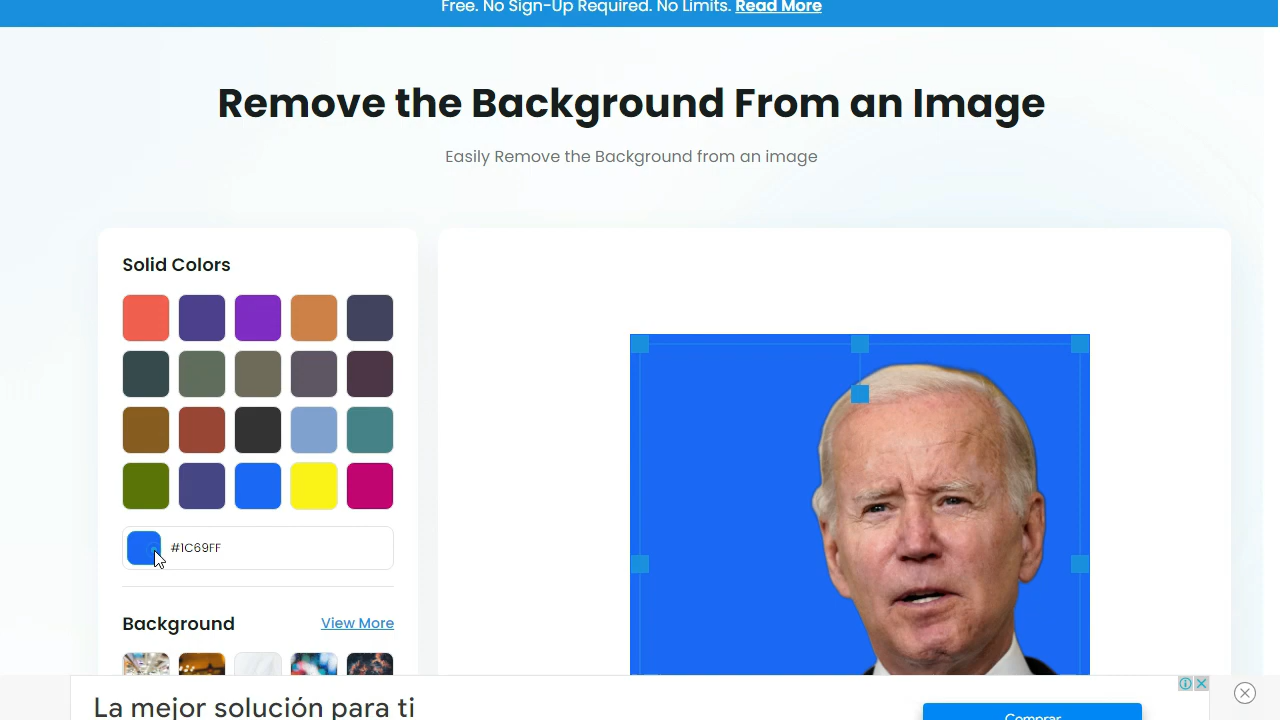 Free. No Sign-Up Required. No Limits. Read More
Remove the Background From an Image
Easily Remove the Background from an image
Solid Colors
#1C69FF
Background
View More
La mejor solución para ti
Comprar